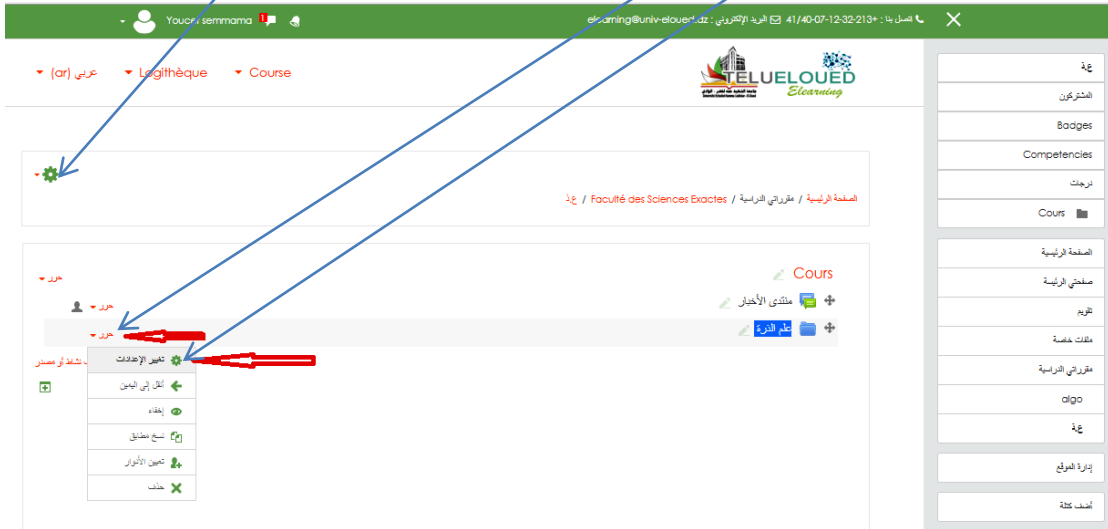 اتصل بنا : +213-32-12-07-41/40 البريد الإلكتروني : elearning@univ-eloued.dz
1 Youcef semmama
TELUELOUED
Elearning
Course
Logithèque
عربي (ar)
الصفحة الرئيسية / مقرراتي الدراسية / Faculté des Sciences Exactes / ع.ذ
Cours
حرر
منتدى الأخبار
حرر
علم الذرة
حرر
نشاط أو مصدر
تغيير الإعدادات
أنقل إلى اليمين
إخفاء
نسخ مطابق
تعيين الأدوار
حذف
ع.ذ
المشتركون
Badges
Competencies
درجات
Cours
الصفحة الرئيسية
صفحتي الرئيسة
تقويم
ملفات خاصة
مقرراتي الدراسية
algo
ع.ذ
إدارة الموقع
أضف كتلة